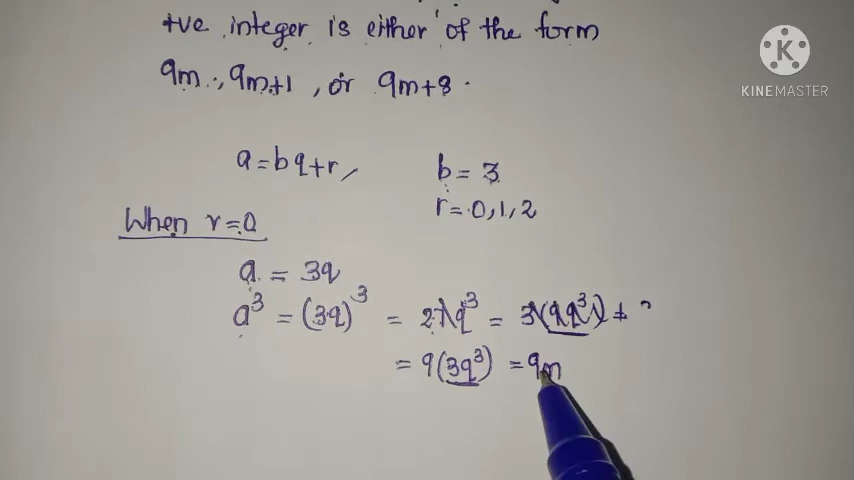 +ve integer is either of the form
9m, 9m+1, or 9m+8.
a = bq+r, b = 3
r = 0, 1, 2
When r=0
a = 3q
a³ = (3q)³ = 27q³ = 3(9q³) +
= 9(3q³) = 9m
K
KINEMASTER